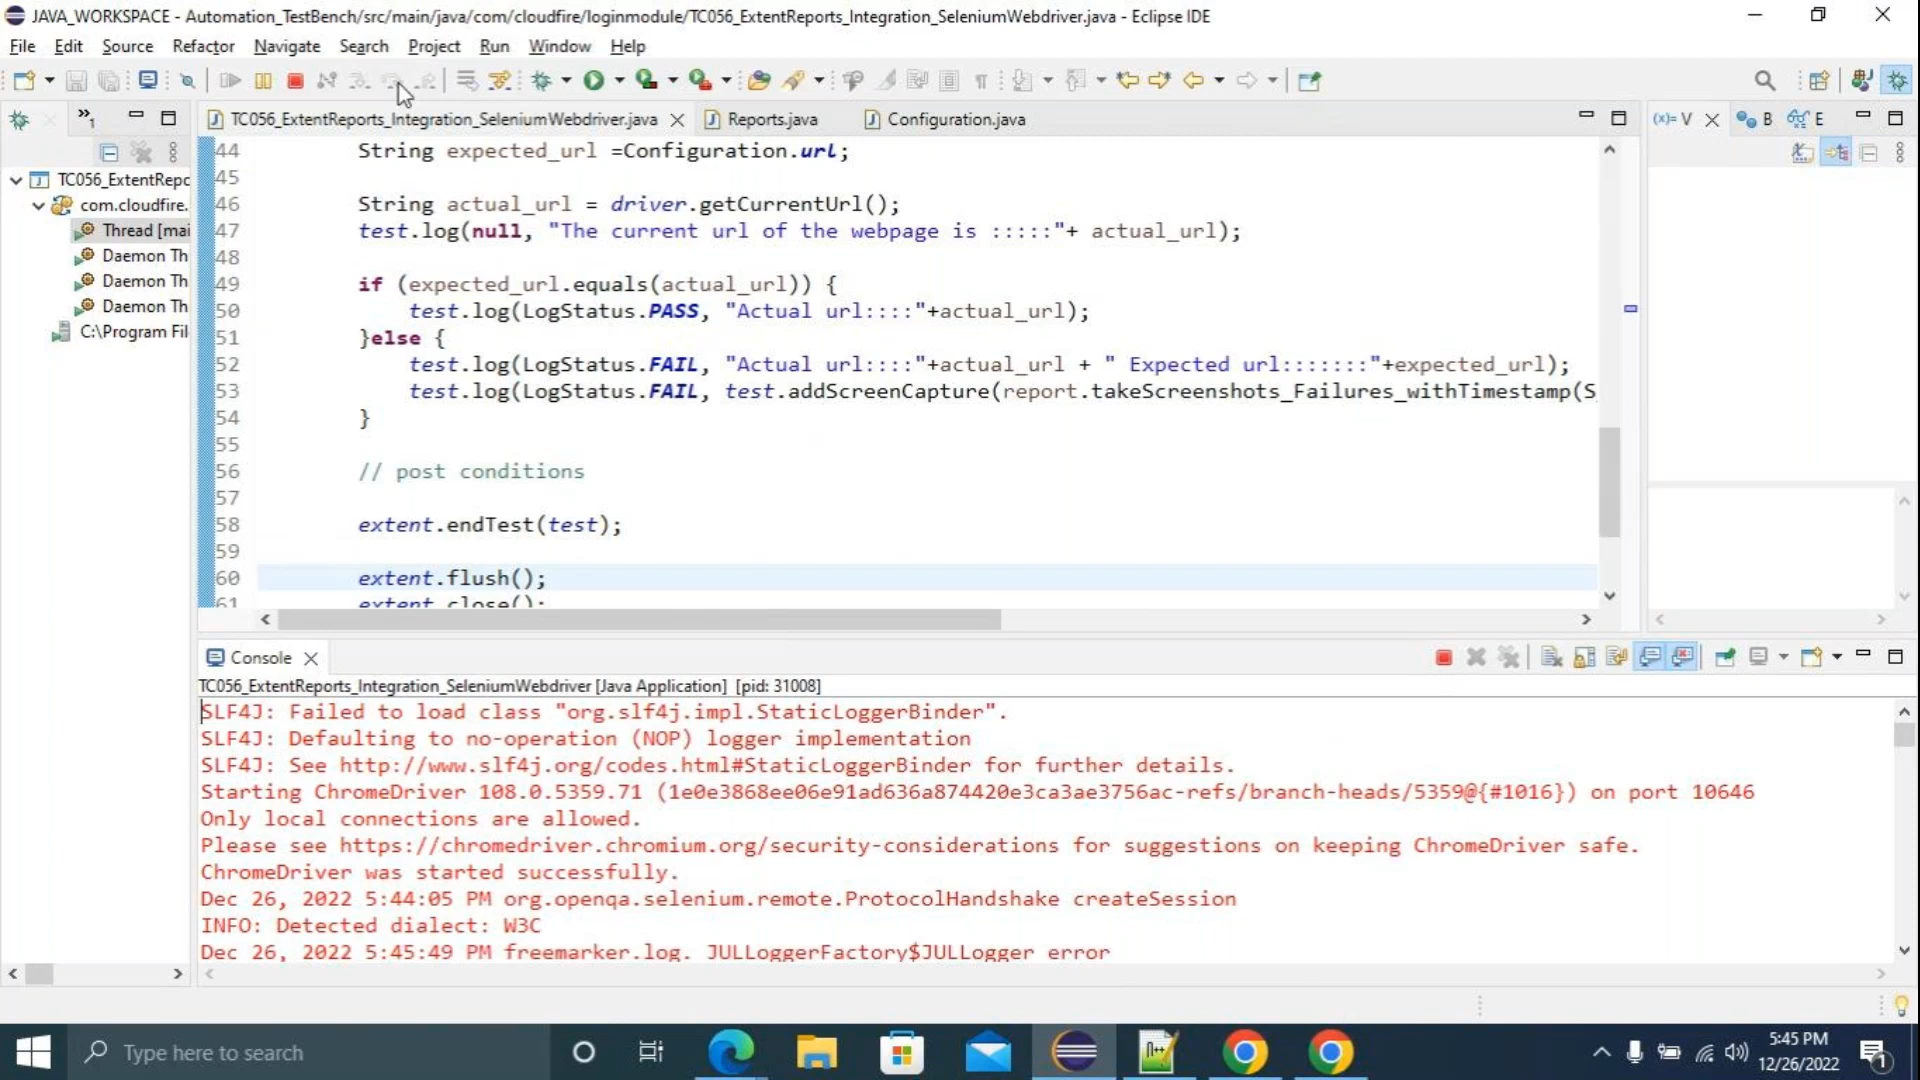 JAVA_WORKSPACE - Automation_TestBench/src/main/java/com/cloudfire/loginmodule/TC056_ExtentReports_Integration_SeleniumWebdriver.java - Eclipse IDE
File Edit Source Refactor Navigate Search Project Run Window Help
TC056_ExtentReports_Integration_SeleniumWebdriver.java Reports.java Configuration.java
(x)= V B E
TC056_ExtentRepc
com.cloudfire.
Thread [mai
Daemon Th
Daemon Th
Daemon Th
C:\Program Fil
44 String expected_url =Configuration.url;
45
46 String actual_url = driver.getCurrentUrl();
47 test.log(null, "The current url of the webpage is :::::"+ actual_url);
48
49 if (expected_url.equals(actual_url)) {
50 test.log(LogStatus.PASS, "Actual url::::"+actual_url);
51 }else {
52 test.log(LogStatus.FAIL, "Actual url::::"+actual_url + " Expected url:::::::"+expected_url);
53 test.log(LogStatus.FAIL, test.addScreenCapture(report.takeScreenshots_Failures_withTimestamp(S
54 }
55
56 // post conditions
57
58 extent.endTest(test);
59
60 extent.flush();
61 extent.close();
Console
TC056_ExtentReports_Integration_SeleniumWebdriver [Java Application] [pid: 31008]
SLF4J: Failed to load class "org.slf4j.impl.StaticLoggerBinder".
SLF4J: Defaulting to no-operation (NOP) logger implementation
SLF4J: See http://www.slf4j.org/codes.html#StaticLoggerBinder for further details.
Starting ChromeDriver 108.0.5359.71 (1e0e3868ee06e91ad636a874420e3ca3ae3756ac-refs/branch-heads/5359@{#1016}) on port 10646
Only local connections are allowed.
Please see https://chromedriver.chromium.org/security-considerations for suggestions on keeping ChromeDriver safe.
ChromeDriver was started successfully.
Dec 26, 2022 5:44:05 PM org.openqa.selenium.remote.ProtocolHandshake createSession
INFO: Detected dialect: W3C
Dec 26, 2022 5:45:49 PM freemarker.log. JULLoggerFactory$JULLogger error
Type here to search
5:45 PM
12/26/2022
1